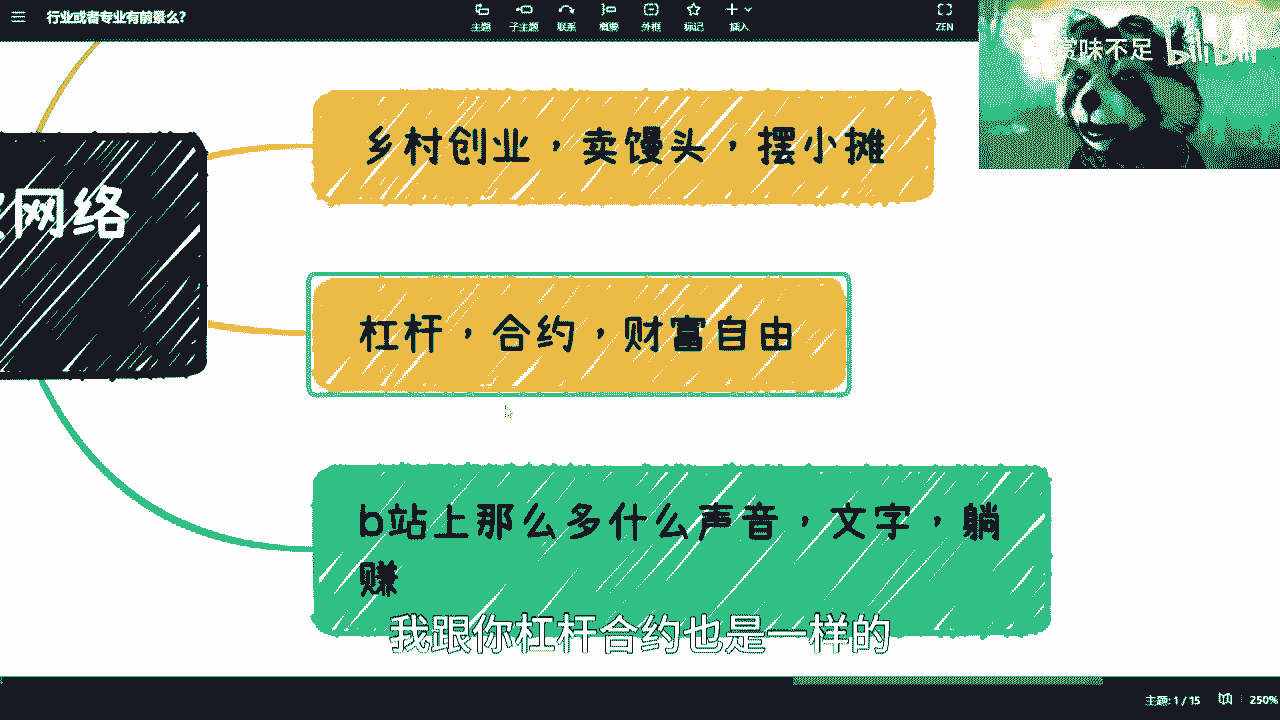 行业或者专业有前景么?
主题
子主题
联系
概要
外框
标记
插入
ZEN
赏味不足 bilibili
网络
乡村创业，卖馒头，摆小摊
杠杆，合约，财富自由
b站上那么多什么声音，文字，躺
赚
我跟你杠杆合约也是一样的
主题: 1 / 15
250%